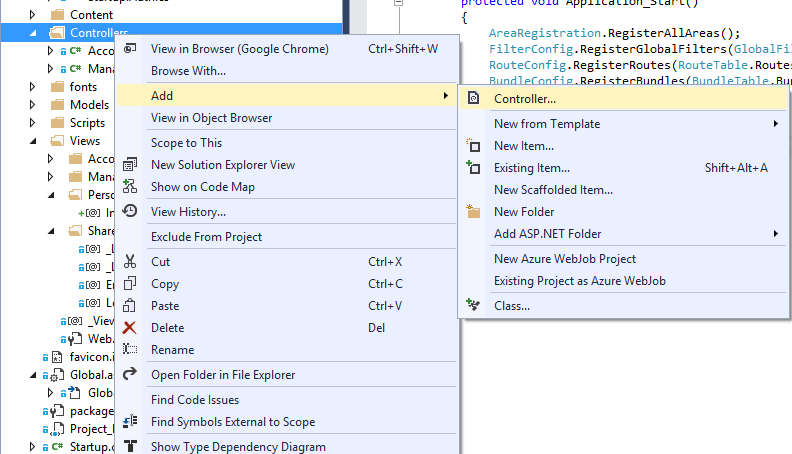 Content
Controllers
C# Acco
C# Mana
fonts
Models
Scripts
Views
Acco
Mana
Perso
[@] In
Share
[@] _L
[@] _L
[@] Er
[@] Lo
[@] _View
Web.
favicon.i
Global.as
Globa
package
Project_
C# Startup.c
View in Browser (Google Chrome) Ctrl+Shift+W
Browse With...
Add
View in Object Browser
Scope to This
New Solution Explorer View
Show on Code Map
View History...
Exclude From Project
Cut Ctrl+X
Copy Ctrl+C
Paste Ctrl+V
Delete Del
Rename
Open Folder in File Explorer
Find Code Issues
Find Symbols External to Scope
Show Type Dependency Diagram
Controller...
New from Template
New Item...
Existing Item... Shift+Alt+A
New Scaffolded Item...
New Folder
Add ASP.NET Folder
New Azure WebJob Project
Existing Project as Azure WebJob
Class...
protected void Application_Start()
{
AreaRegistration.RegisterAllAreas();
FilterConfig.RegisterGlobalFilters(GlobalFil
RouteConfig.RegisterRoutes(RouteTable.Routes
BundleConfig.RegisterBundles(BundleTable.Bun